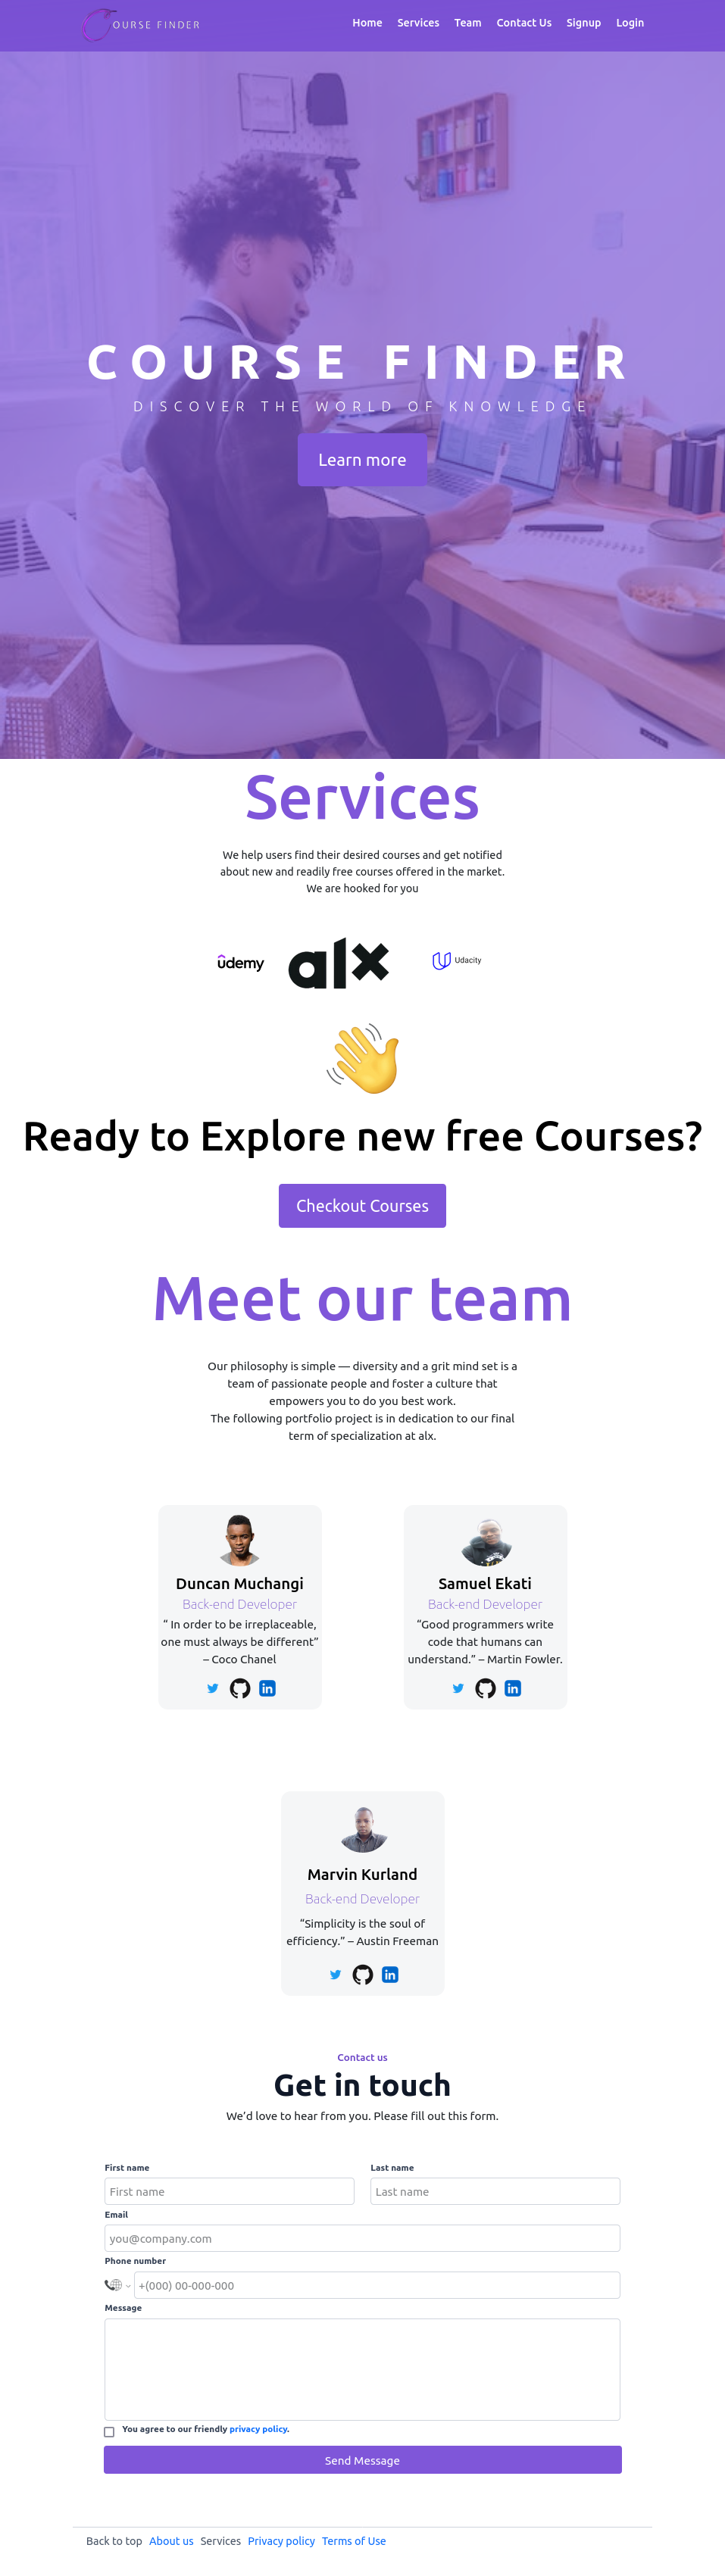 OURSE FINDER
Home Services Team Contact Us Signup Login
COURSE FINDER
DISCOVER THE WORLD OF KNOWLEDGE
Learn more
Services
We help users find their desired courses and get notified
about new and readily free courses offered in the market.
We are hooked for you
udemy alx Udacity
Ready to Explore new free Courses?
Checkout Courses
Meet our team
Our philosophy is simple — diversity and a grit mind set is a
team of passionate people and foster a culture that
empowers you to do you best work.
The following portfolio project is in dedication to our final
term of specialization at alx.
Duncan Muchangi
Back-end Developer
“ In order to be irreplaceable,
one must always be different”
– Coco Chanel
in
Samuel Ekati
Back-end Developer
“Good programmers write
code that humans can
understand.” – Martin Fowler.
in
Marvin Kurland
Back-end Developer
“Simplicity is the soul of
efficiency.” – Austin Freeman
in
Contact us
Get in touch
We’d love to hear from you. Please fill out this form.
First name
First name
Last name
Last name
Email
you@company.com
Phone number
+(000) 00-000-000
Message
You agree to our friendly privacy policy.
Send Message
Back to top About us Services Privacy policy Terms of Use